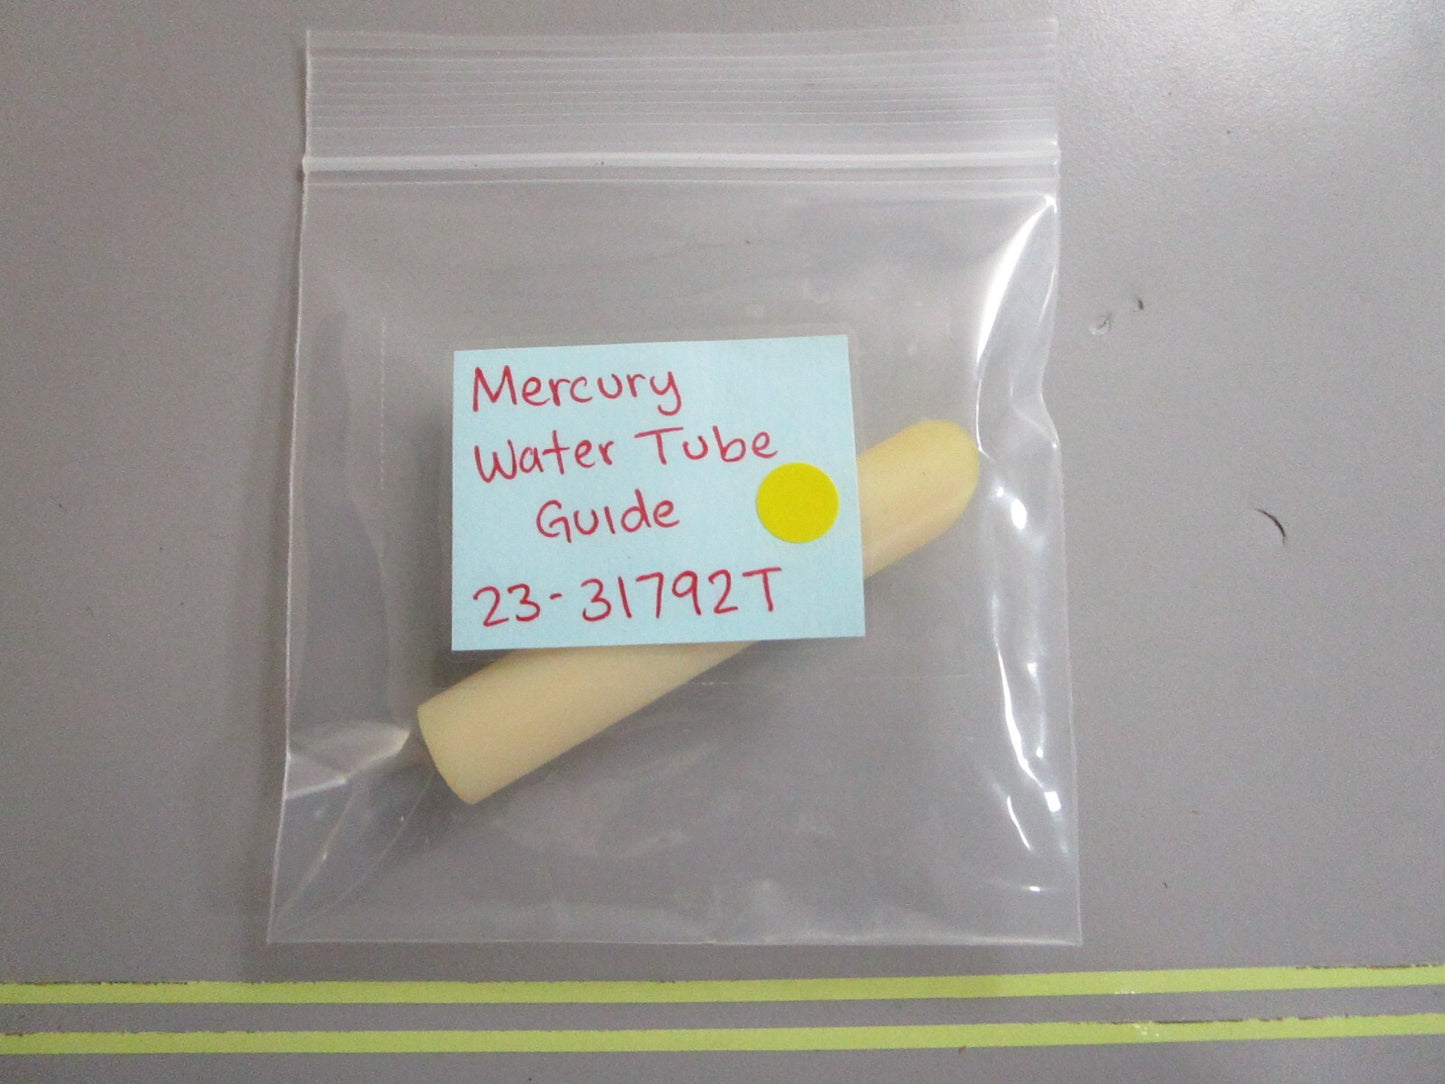 Mercury
Water Tube
Guide
23-31792T